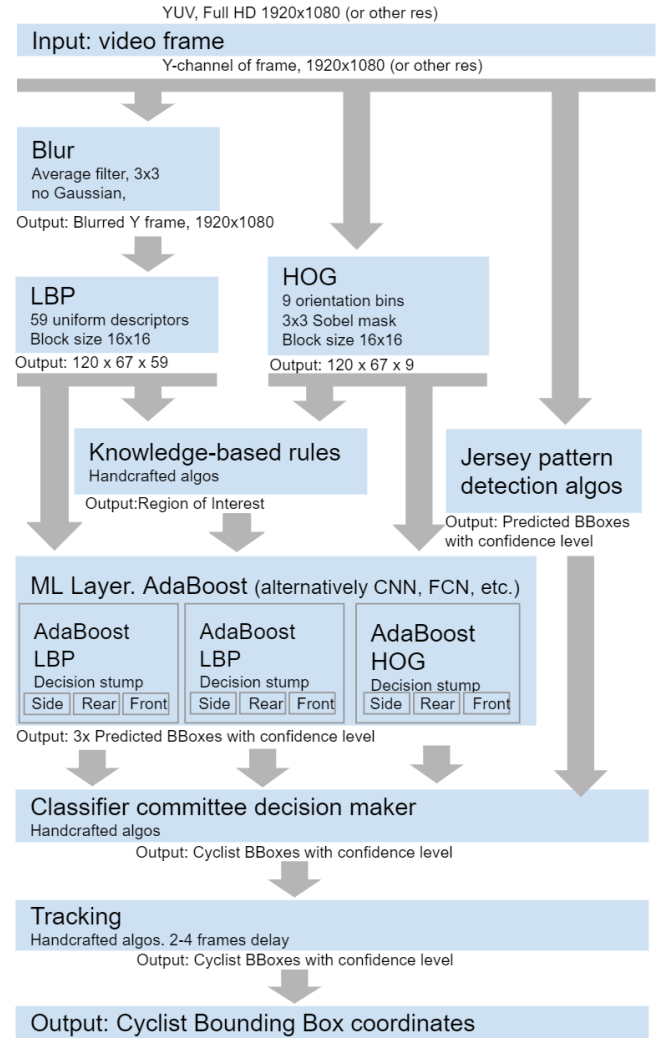 YUV, Full HD 1920x1080 (or other res)
Input: video frame
Y-channel of frame, 1920x1080 (or other res)
Blur
Average filter, 3x3
no Gaussian,
Output: Blurred Y frame, 1920x1080
LBP
59 uniform descriptors
Block size 16x16
Output: 120 x 67 x 59
HOG
9 orientation bins
3x3 Sobel mask
Block size 16x16
Output: 120 x 67 x 9
Knowledge-based rules
Handcrafted algos
Output:Region of Interest
Jersey pattern
detection algos
Output: Predicted BBoxes
with confidence level
ML Layer. AdaBoost (alternatively CNN, FCN, etc.)
AdaBoost
LBP
Decision stump
Side Rear Front
AdaBoost
LBP
Decision stump
Side Rear Front
AdaBoost
HOG
Decision stump
Side Rear Front
Output: 3x Predicted BBoxes with confidence level
Classifier committee decision maker
Handcrafted algos
Output: Cyclist BBoxes with confidence level
Tracking
Handcrafted algos. 2-4 frames delay
Output: Cyclist BBoxes with confidence level
Output: Cyclist Bounding Box coordinates